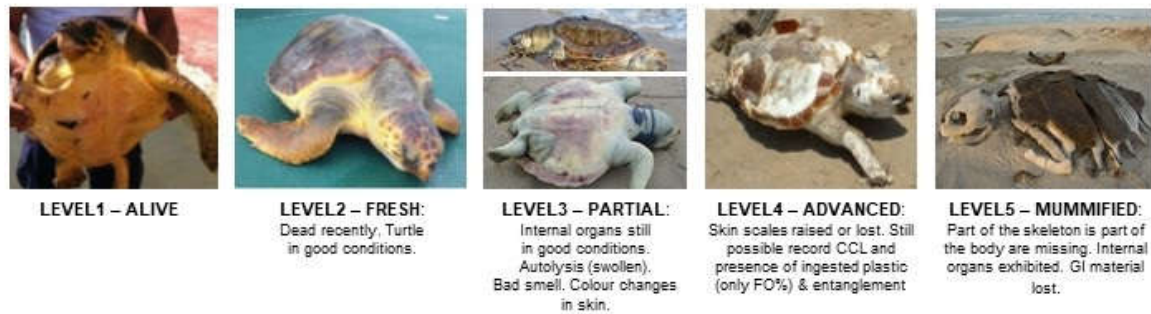 LEVEL1 – ALIVE
LEVEL2 – FRESH:
Dead recently. Turtle
in good conditions.
LEVEL3 – PARTIAL:
Internal organs still
in good conditions.
Autolysis (swollen).
Bad smell. Colour changes
in skin.
LEVEL4 – ADVANCED:
Skin scales raised or lost. Still
possible record CCL and
presence of ingested plastic
(only FO%) & entanglement
LEVEL5 – MUMMIFIED:
Part of the skeleton is part of
the body are missing. Internal
organs exhibited. GI material
lost.